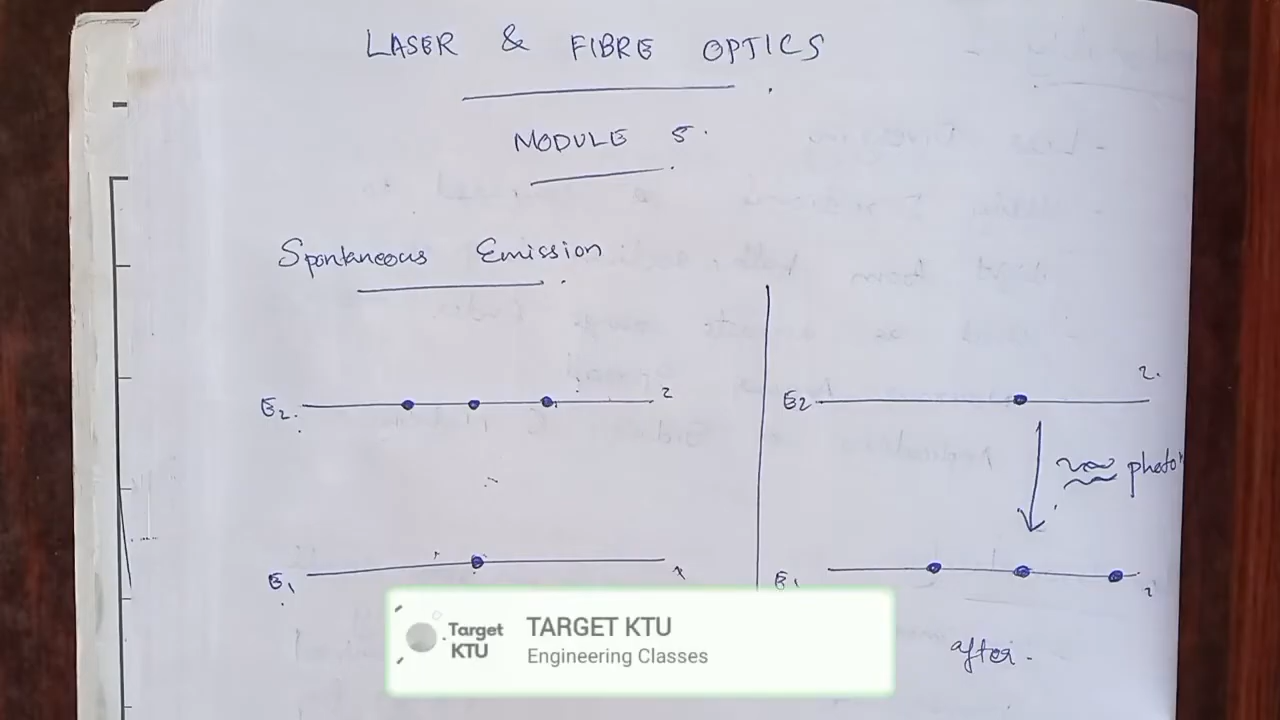 LASER & FIBRE OPTICS
MODULE 5.
Spontaneous Emission
E2. 2
E1 1
E2 2.
photo
E1 1
after.
Target
KTU
TARGET KTU
Engineering Classes